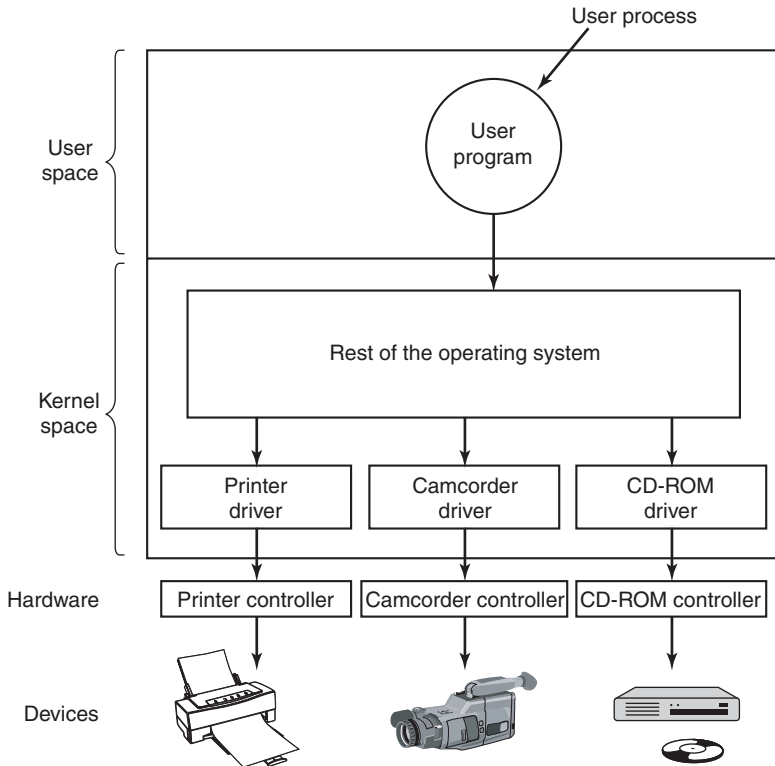 User process
User
program
User
space
Rest of the operating system
Kernel
space
Printer
driver
Camcorder
driver
CD-ROM
driver
Hardware
Printer controller
Camcorder controller
CD-ROM controller
Devices